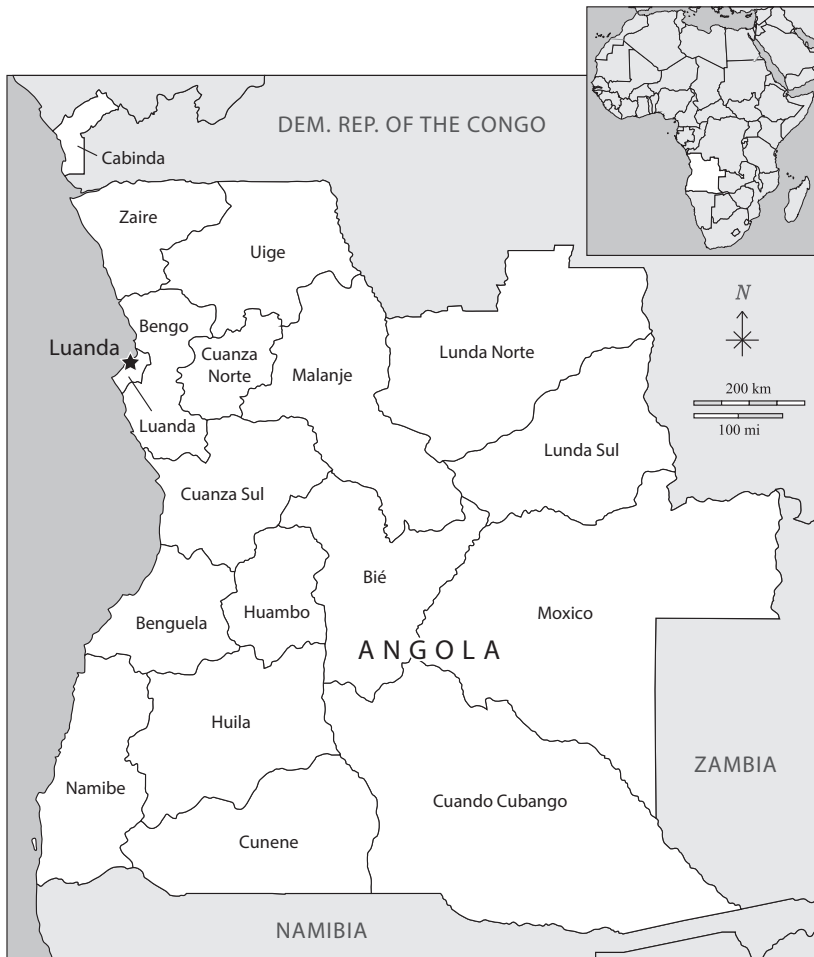 DEM. REP. OF THE CONGO
Cabinda
Zaire
Uige
N
Bengo
Luanda
Cuanza
Norte
Malanje
Lunda Norte
200 km
100 mi
Luanda
Lunda Sul
Cuanza Sul
Bié
Benguela
Huambo
Moxico
ANGOLA
Huila
ZAMBIA
Namibe
Cuando Cubango
Cunene
NAMIBIA